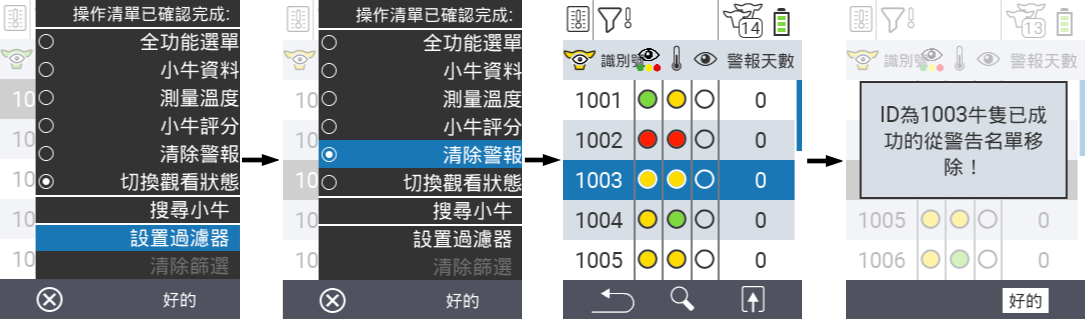 操作清單已確認完成:
全功能選單
小牛資料
10
測量溫度
10
小牛評分
10
清除警報
10
切換觀看狀態
10
搜尋小牛
設置過濾器
10
清除篩選
好的
操作清單已確認完成:
全功能選單
小牛資料
10
測量溫度
10
小牛評分
清除警報
10
切換觀看狀態
10
搜尋小牛
設置過濾器
10
清除篩選
好的
14
識別號
警報天數
1001 0
1002 0
1003 0
1004 0
1005 0
13
識別號
警報天數
ID為1003牛隻已成
功的從警告名單移
除！
1005 0
1006 0
好的